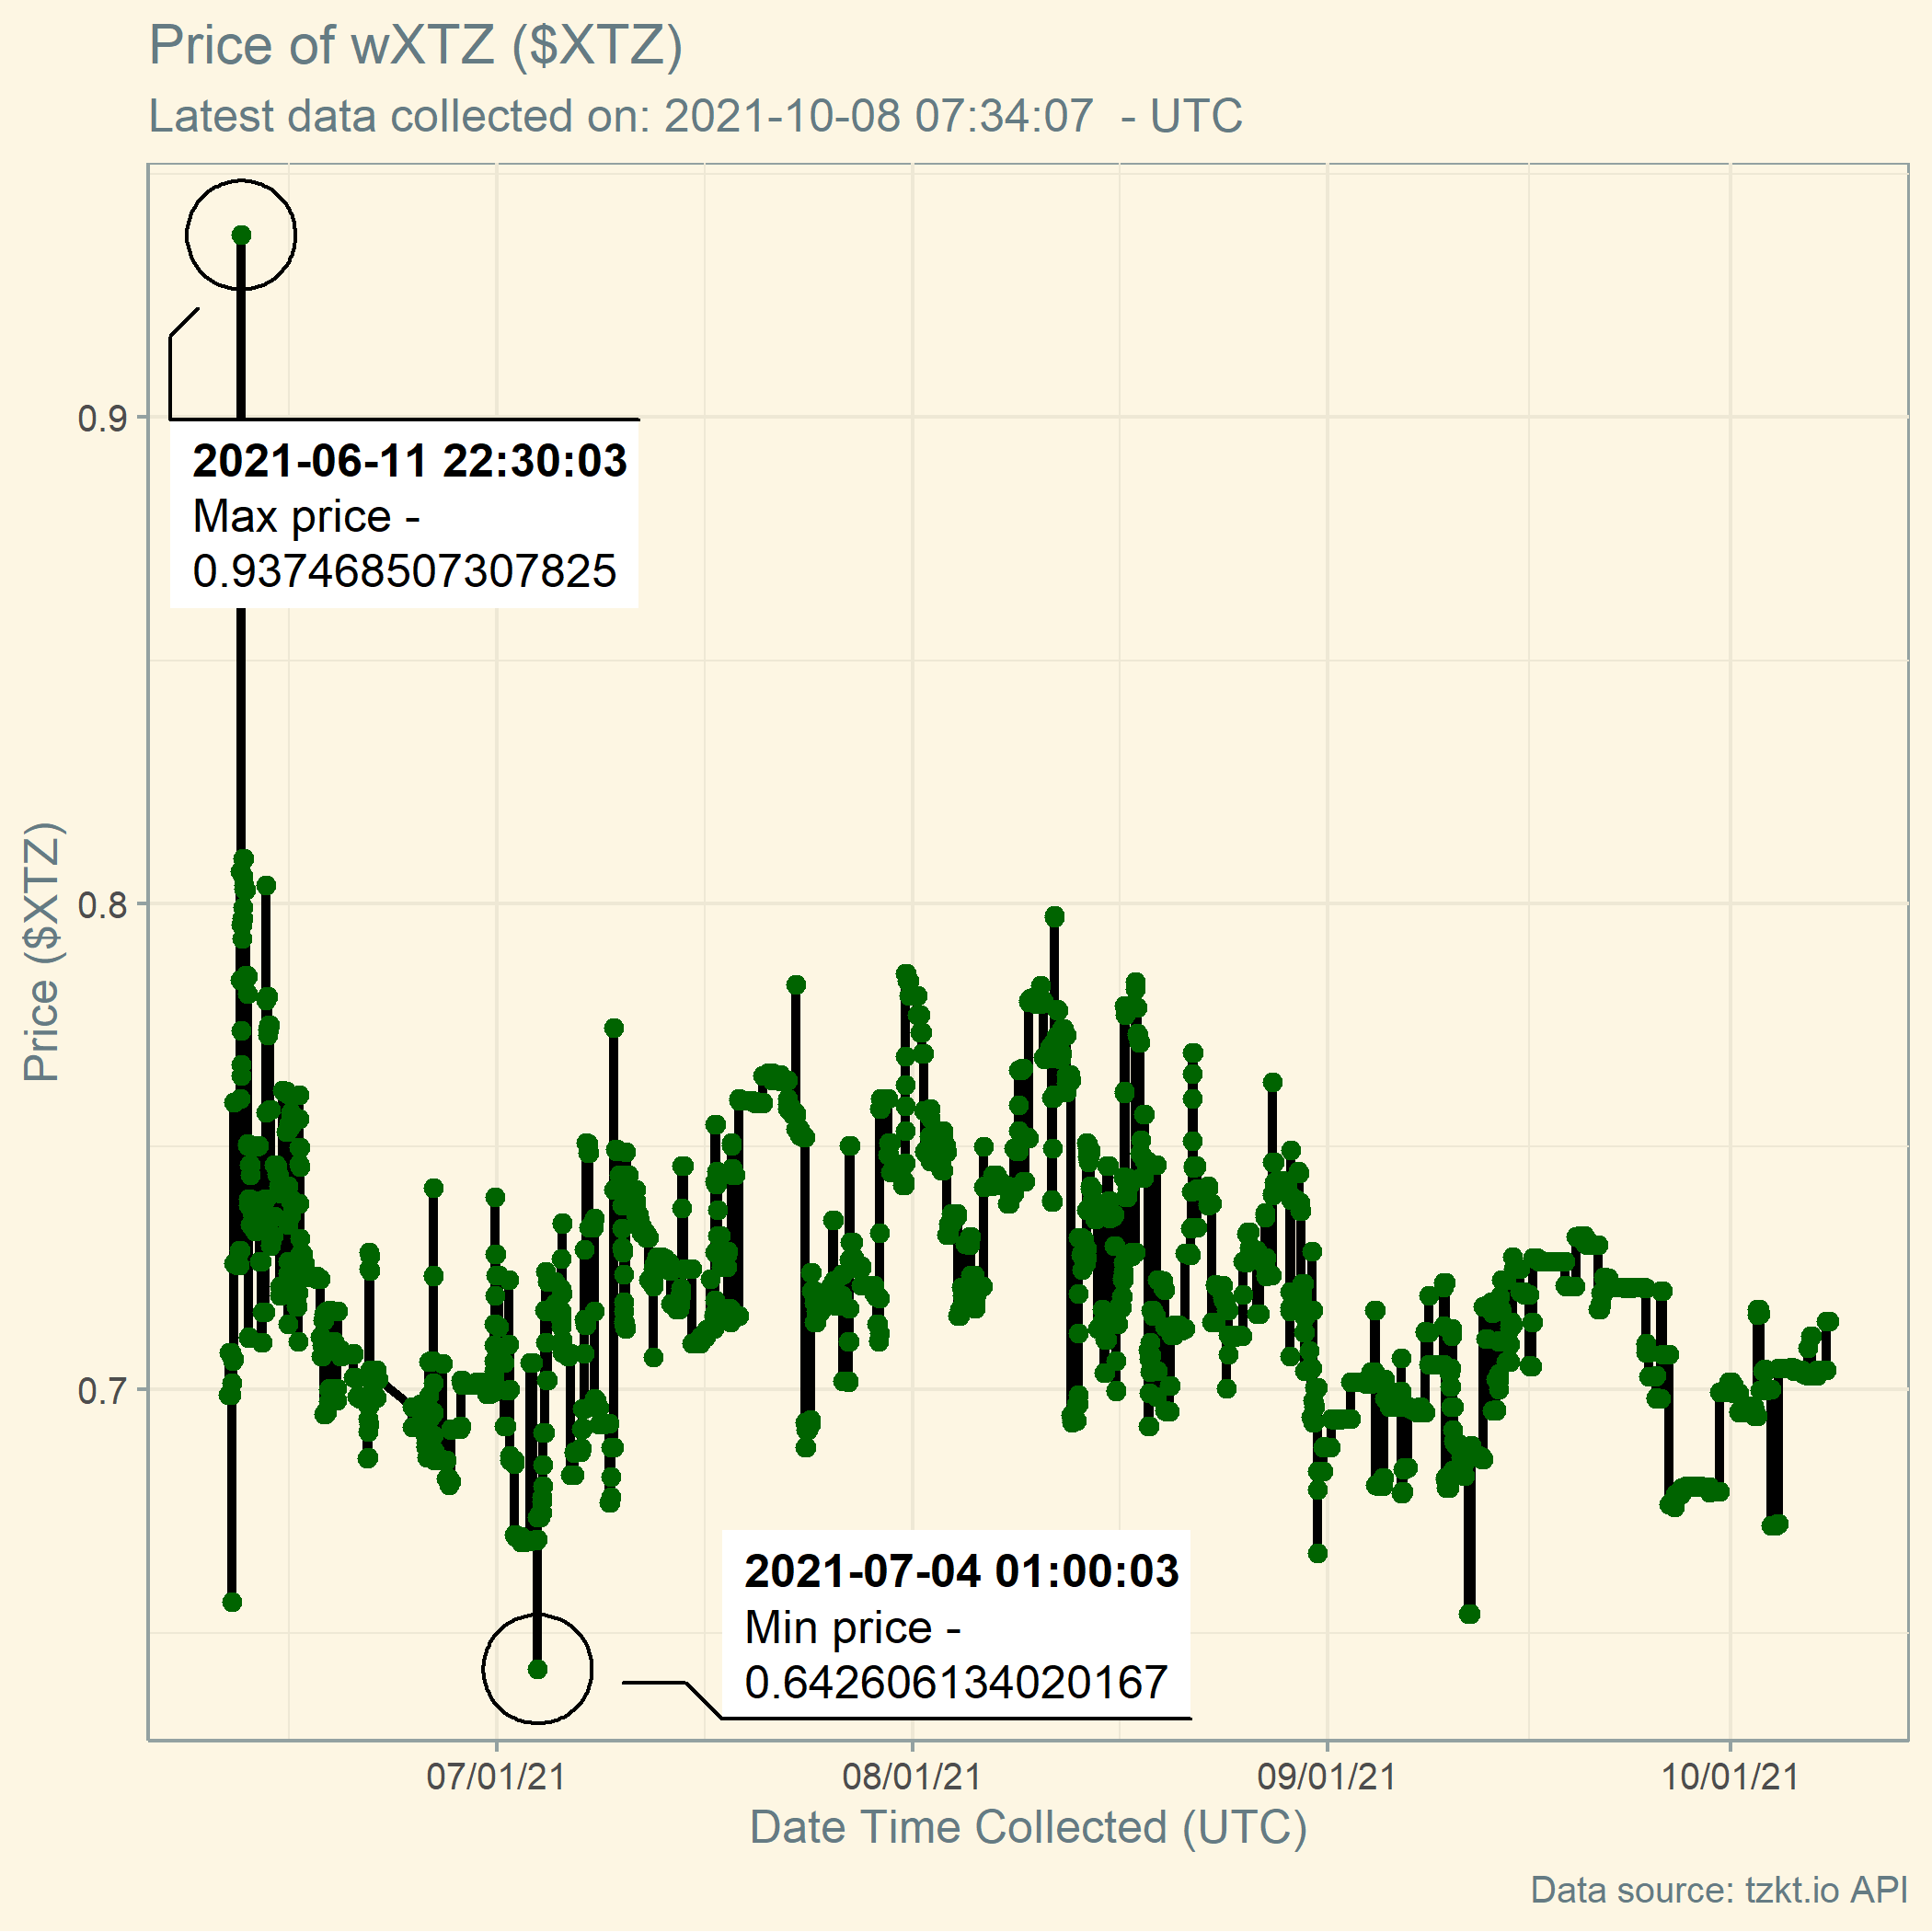 Price of wXTZ ($XTZ)
Latest data collected on: 2021-10-08 07:34:07  - UTC
0.9
2021-06-11 22:30:03
Max price -
0.937468507307825
Price ($XTZ)
0.8
0.7
2021-07-04 01:00:03
Min price -
0.642606134020167
07/01/21
08/01/21
09/01/21
10/01/21
Date Time Collected (UTC)
Data source: tzkt.io API